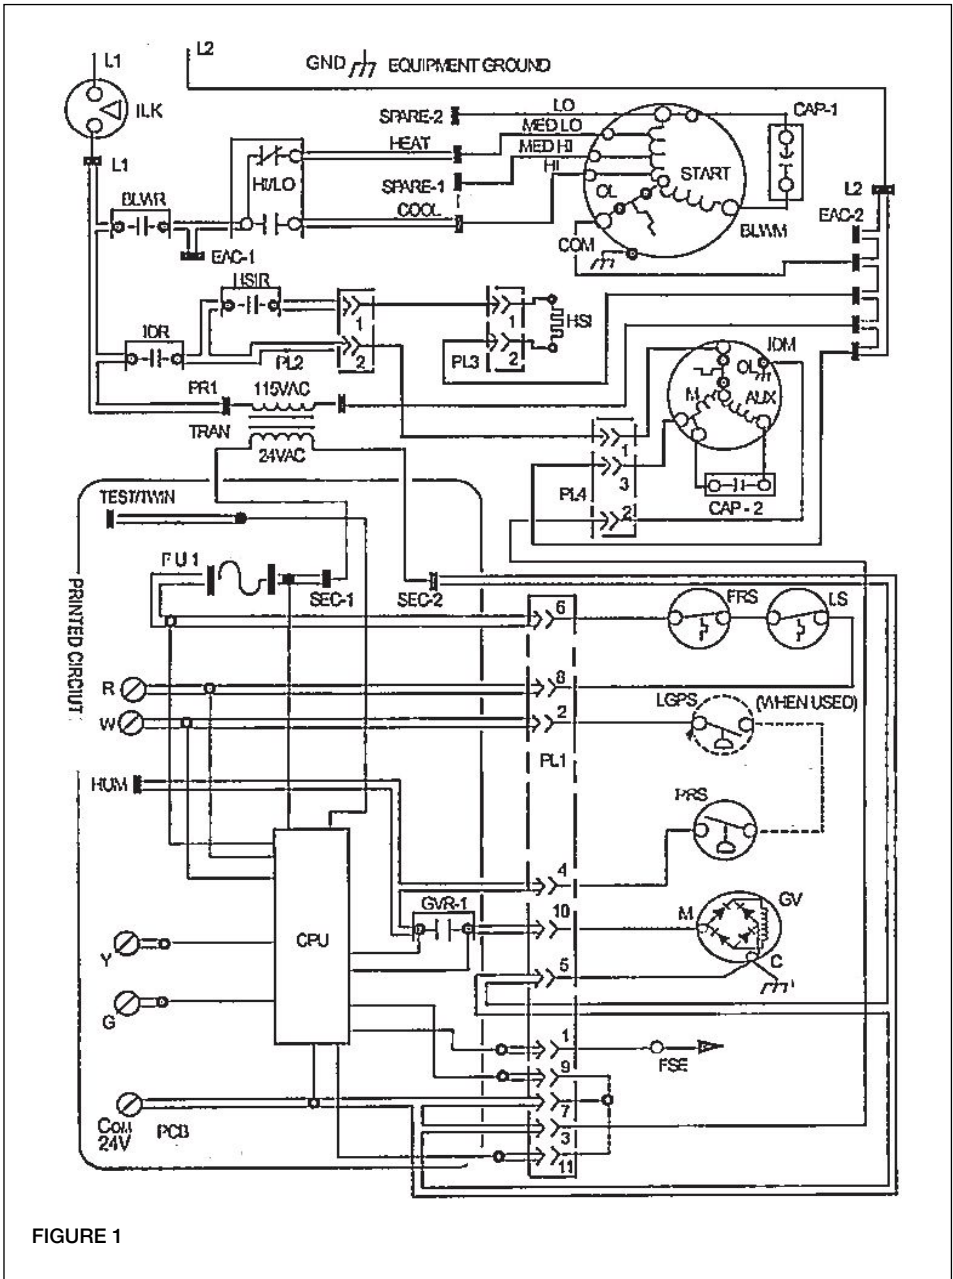 L1
L2
GND EQUIPMENT GROUND
ILK
SPARE-2
LO
CAP-1
MED LO
HEAT
MED HI
L1
HI/LO
SPARE-1
HI
START
L2
BLWR
COOL
OL
EAC-2
BLWM
EAC-1
COM
HSIR
1
1
HSI
IDR
2
PL2
PL3
2
IDM
OL
PR1
115VAC
M
AUX
TRAN
24VAC
1
3
PL4
2
CAP - 2
TEST/TWIN
FU1
SEC-1
SEC-2
PRINTED CIRCIUT
6
FRS
LS
R
8
LGPS
(WHEN USED)
W
2
PL1
HUM
PRS
4
GVR-1
10
M
GV
CPU
Y
5
C
G
1
FSE
9
7
COM
24V
PCB
3
11
FIGURE 1